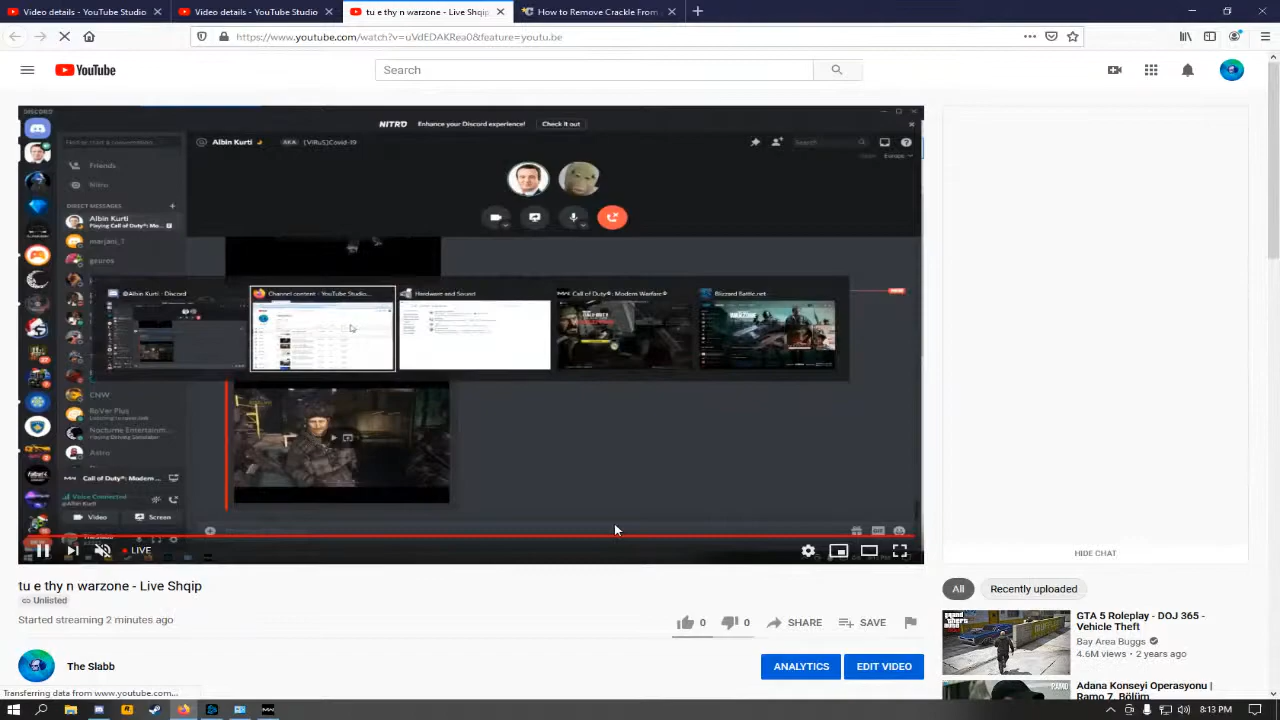 Video details - YouTube Studio
Video details - YouTube Studio
tu e thy n warzone - Live Shqip
How to Remove Crackle From
https://www.youtube.com/watch?v=uVdEDAKRea0&feature=youtu.be
YouTube
Search
DISCORD
NITRO Enhance your Discord experience! Check it out
Albin Kurti AKA [ViRuS]Covid-19
Search
Europe
Friends
Nitro
DIRECT MESSAGES +
Albin Kurti
Playing Call of Duty®: Mo...
marjani_7
@Albin Kurti - Discord
Channel content - YouTube Studio...
Hardware and Sound
Call of Duty®: Modern Warfare®
Blizzard Battle.net
CNW
Nocturne Entertainm...
Astro
Call of Duty®: Modern ...
Voice Connected
@Albin Kurti
Video
Screen
LIVE
HIDE CHAT
tu e thy n warzone - Live Shqip
Unlisted
Started streaming 2 minutes ago
0
0
SHARE
SAVE
The Slabb
ANALYTICS
EDIT VIDEO
All
Recently uploaded
GTA 5 Roleplay - DOJ 365 -
Vehicle Theft
Bay Area Buggs
4.6M views • 2 years ago
Adana Konseyi Operasyonu |
Ramo 7. Bölüm
Transferring data from www.youtube.com...
8:13 PM